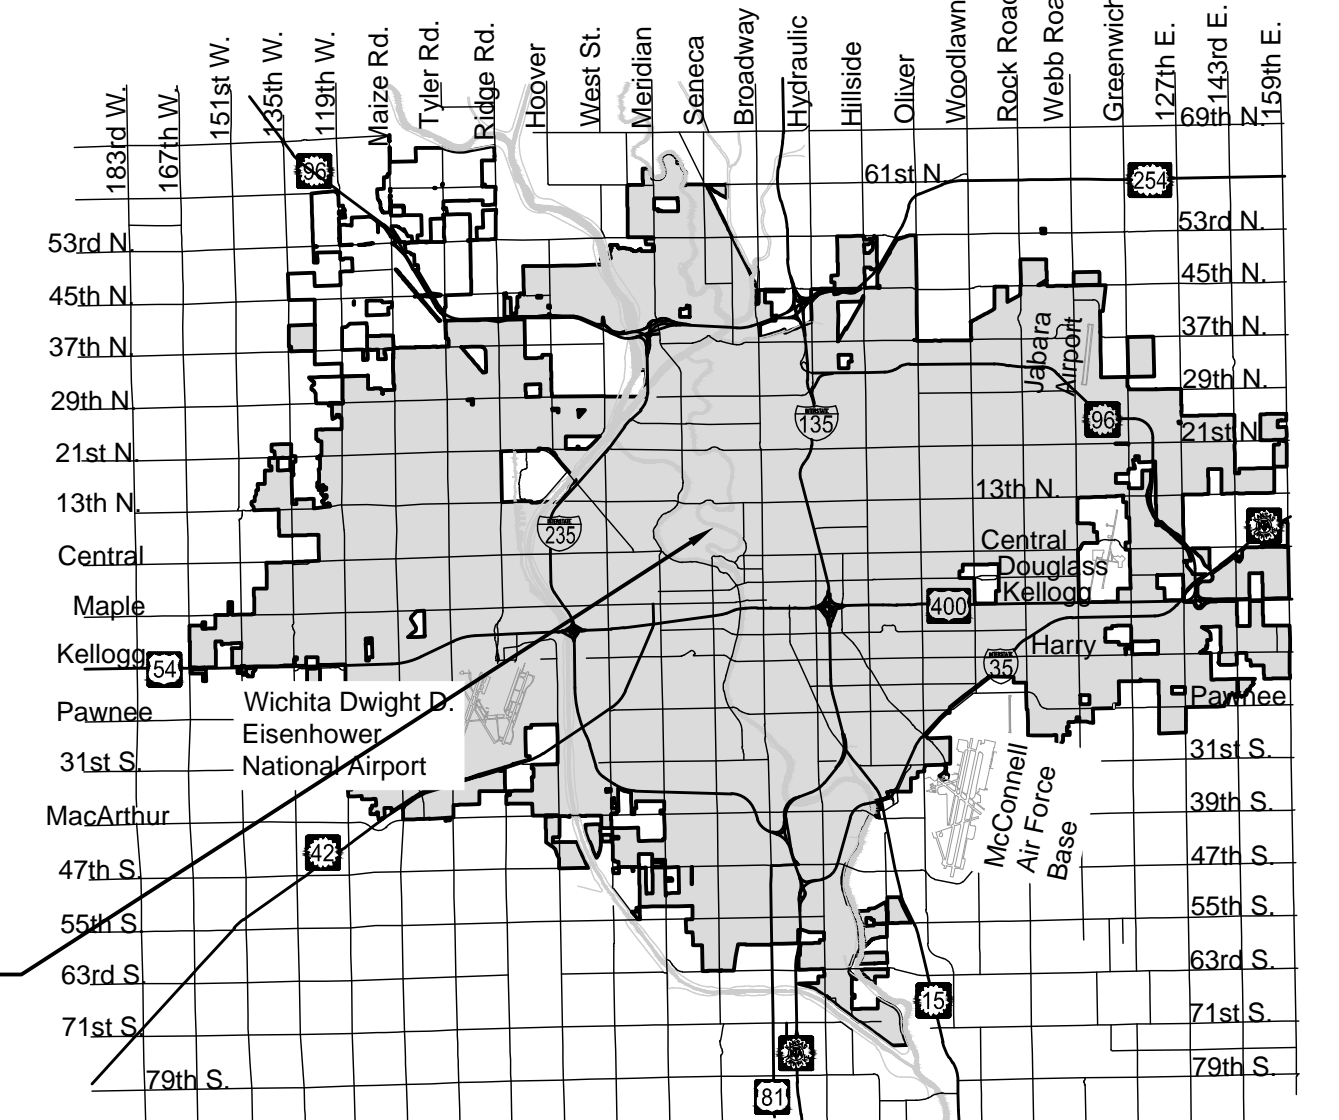 183rd W.
167th W.
151st W.
135th W.
119th W.
Maize Rd.
Tyler Rd.
Ridge Rd.
Hoover
West St.
Meridian
Seneca
Broadway
Hydraulic
Hillside
Oliver
Woodlawn
Rock Road
Webb Roa
Greenwich
127th E.
143rd E.
159th E.
69th N.
96
61st N.
254
53rd N.
53rd N.
45th N.
45th N.
37th N.
37th N.
Jabara
Airport
29th N.
29th N.
INTERSTATE
135
96
21st N.
21st N.
13th N.
13th N.
INTERSTATE
235
Central
Central
Douglass
Maple
Kellogg
400
Kellogg
54
Harry
INTERSTATE
35
Pawnee
Pawnee
Wichita Dwight D.
Eisenhower
National Airport
31st S.
31st S.
McConnell
Air Force
Base
MacArthur
39th S.
42
47th S.
47th S.
55th S.
55th S.
63rd S.
63rd S.
15
71st S.
71st S.
79th S.
79th S.
81